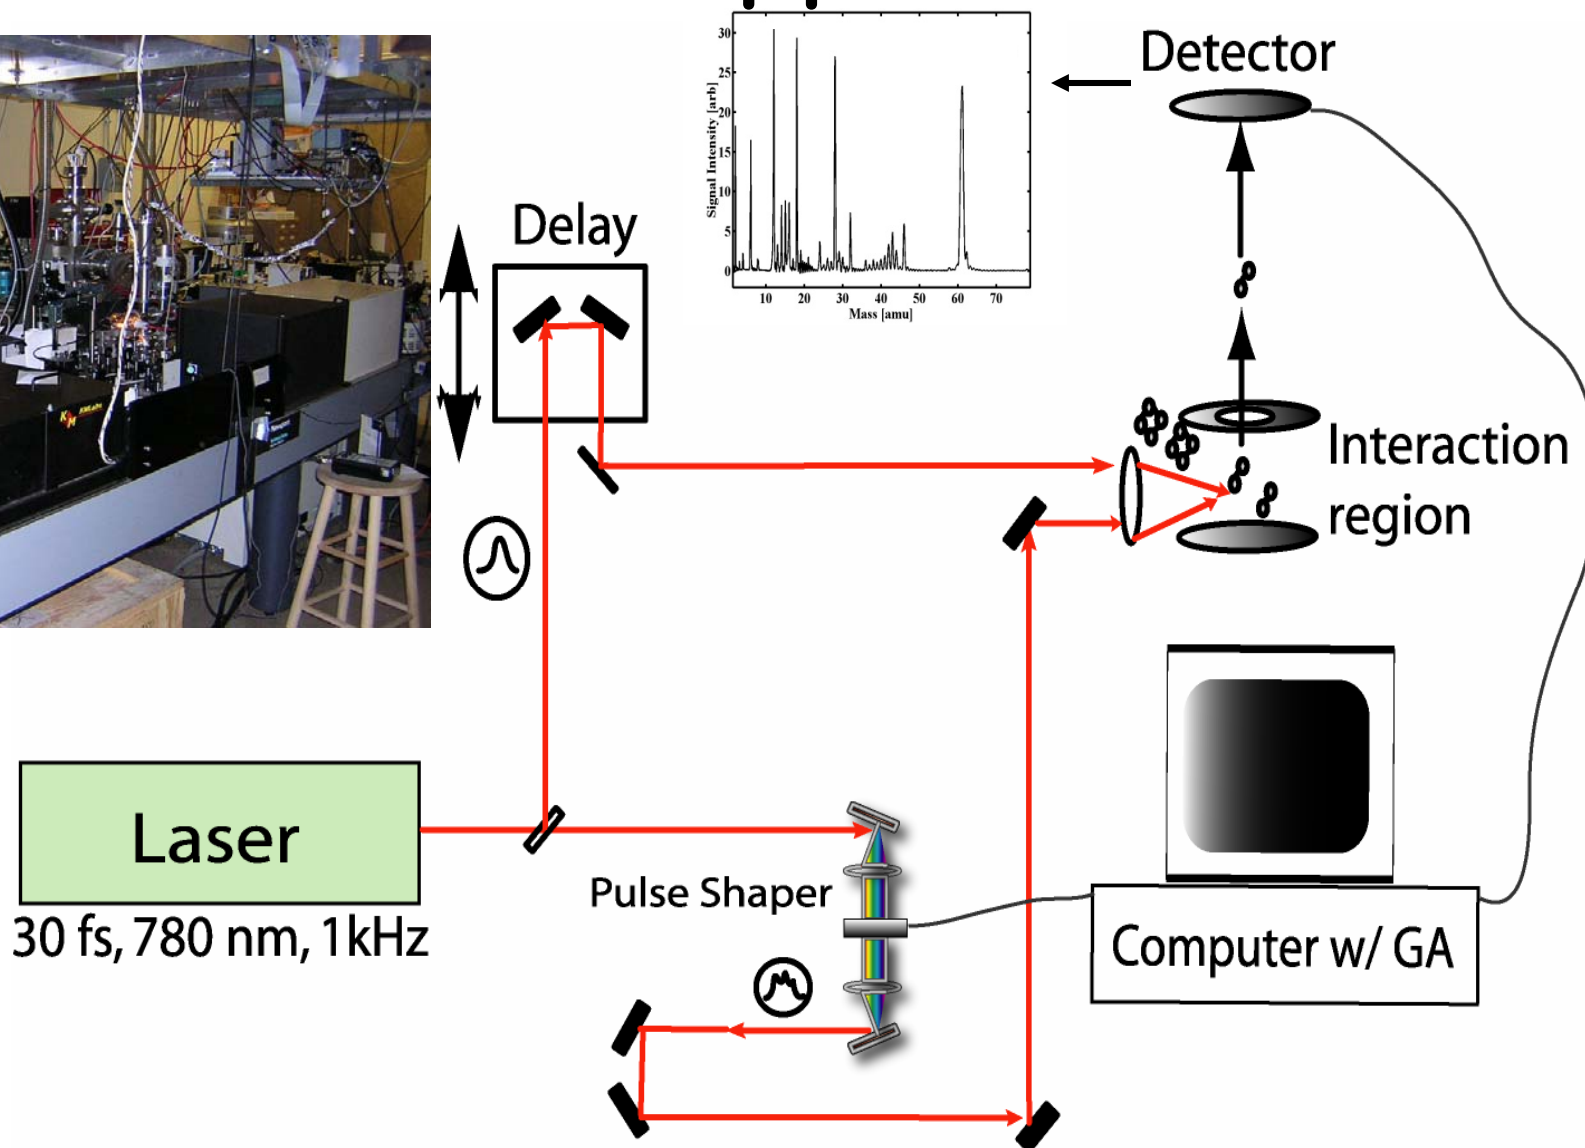 Detector
Signal Intensity [arb]
30
25
20
15
10
5
0
10 20 30 40 50 60 70
Mass [amu]
Delay
Interaction
region
KM
Laser
30 fs, 780 nm, 1kHz
Pulse Shaper
Computer w/ GA